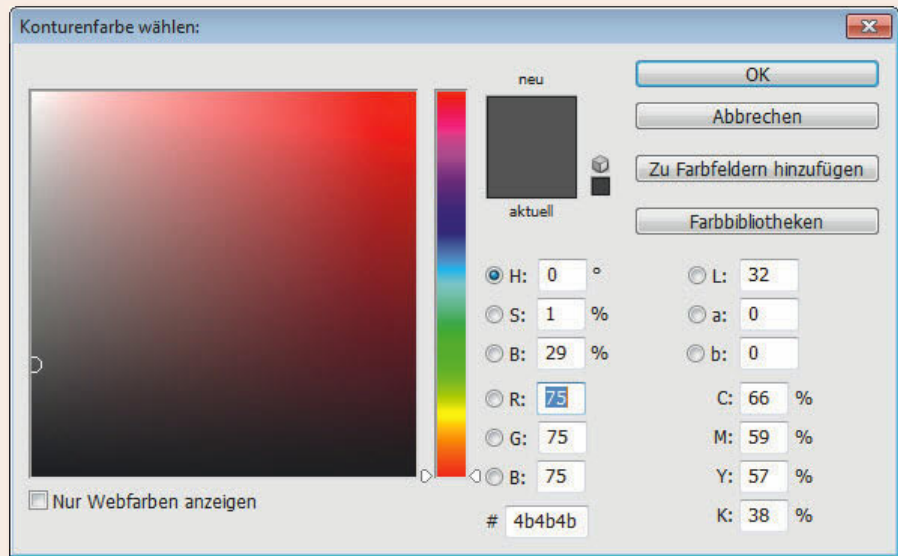 Konturenfarbe wählen:
neu
aktuell
OK
Abbrechen
Zu Farbfeldern hinzufügen
Farbbibliotheken
H: 0 °
S: 1 %
B: 29 %
R: 75
G: 75
B: 75
# 4b4b4b
L: 32
a: 0
b: 0
C: 66 %
M: 59 %
Y: 57 %
K: 38 %
Nur Webfarben anzeigen